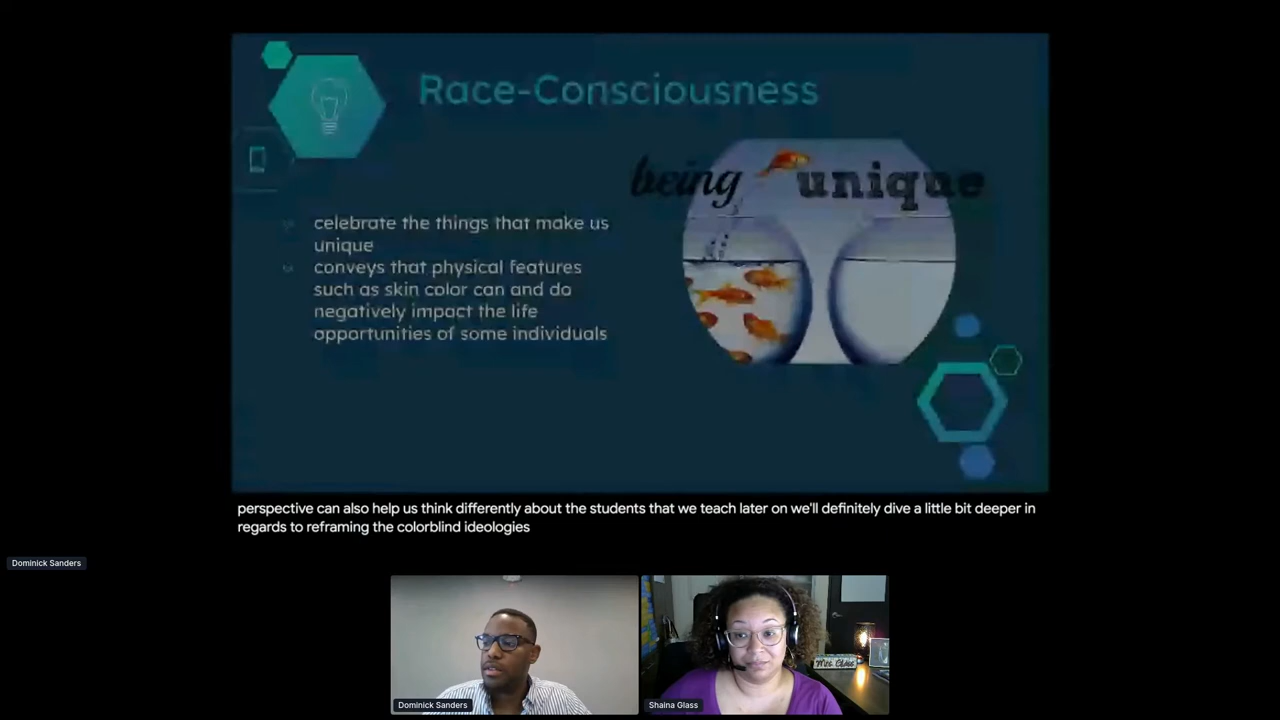 Race-Consciousness
being unique
celebrate the things that make us
unique
conveys that physical features
such as skin color can and do
negatively impact the life
opportunities of some individuals
perspective can also help us think differently about the students that we teach later on we'll definitely dive a little bit deeper in
regards to reframing the colorblind ideologies
Dominick Sanders
Mrs. Glass
Dominick Sanders
Shaina Glass